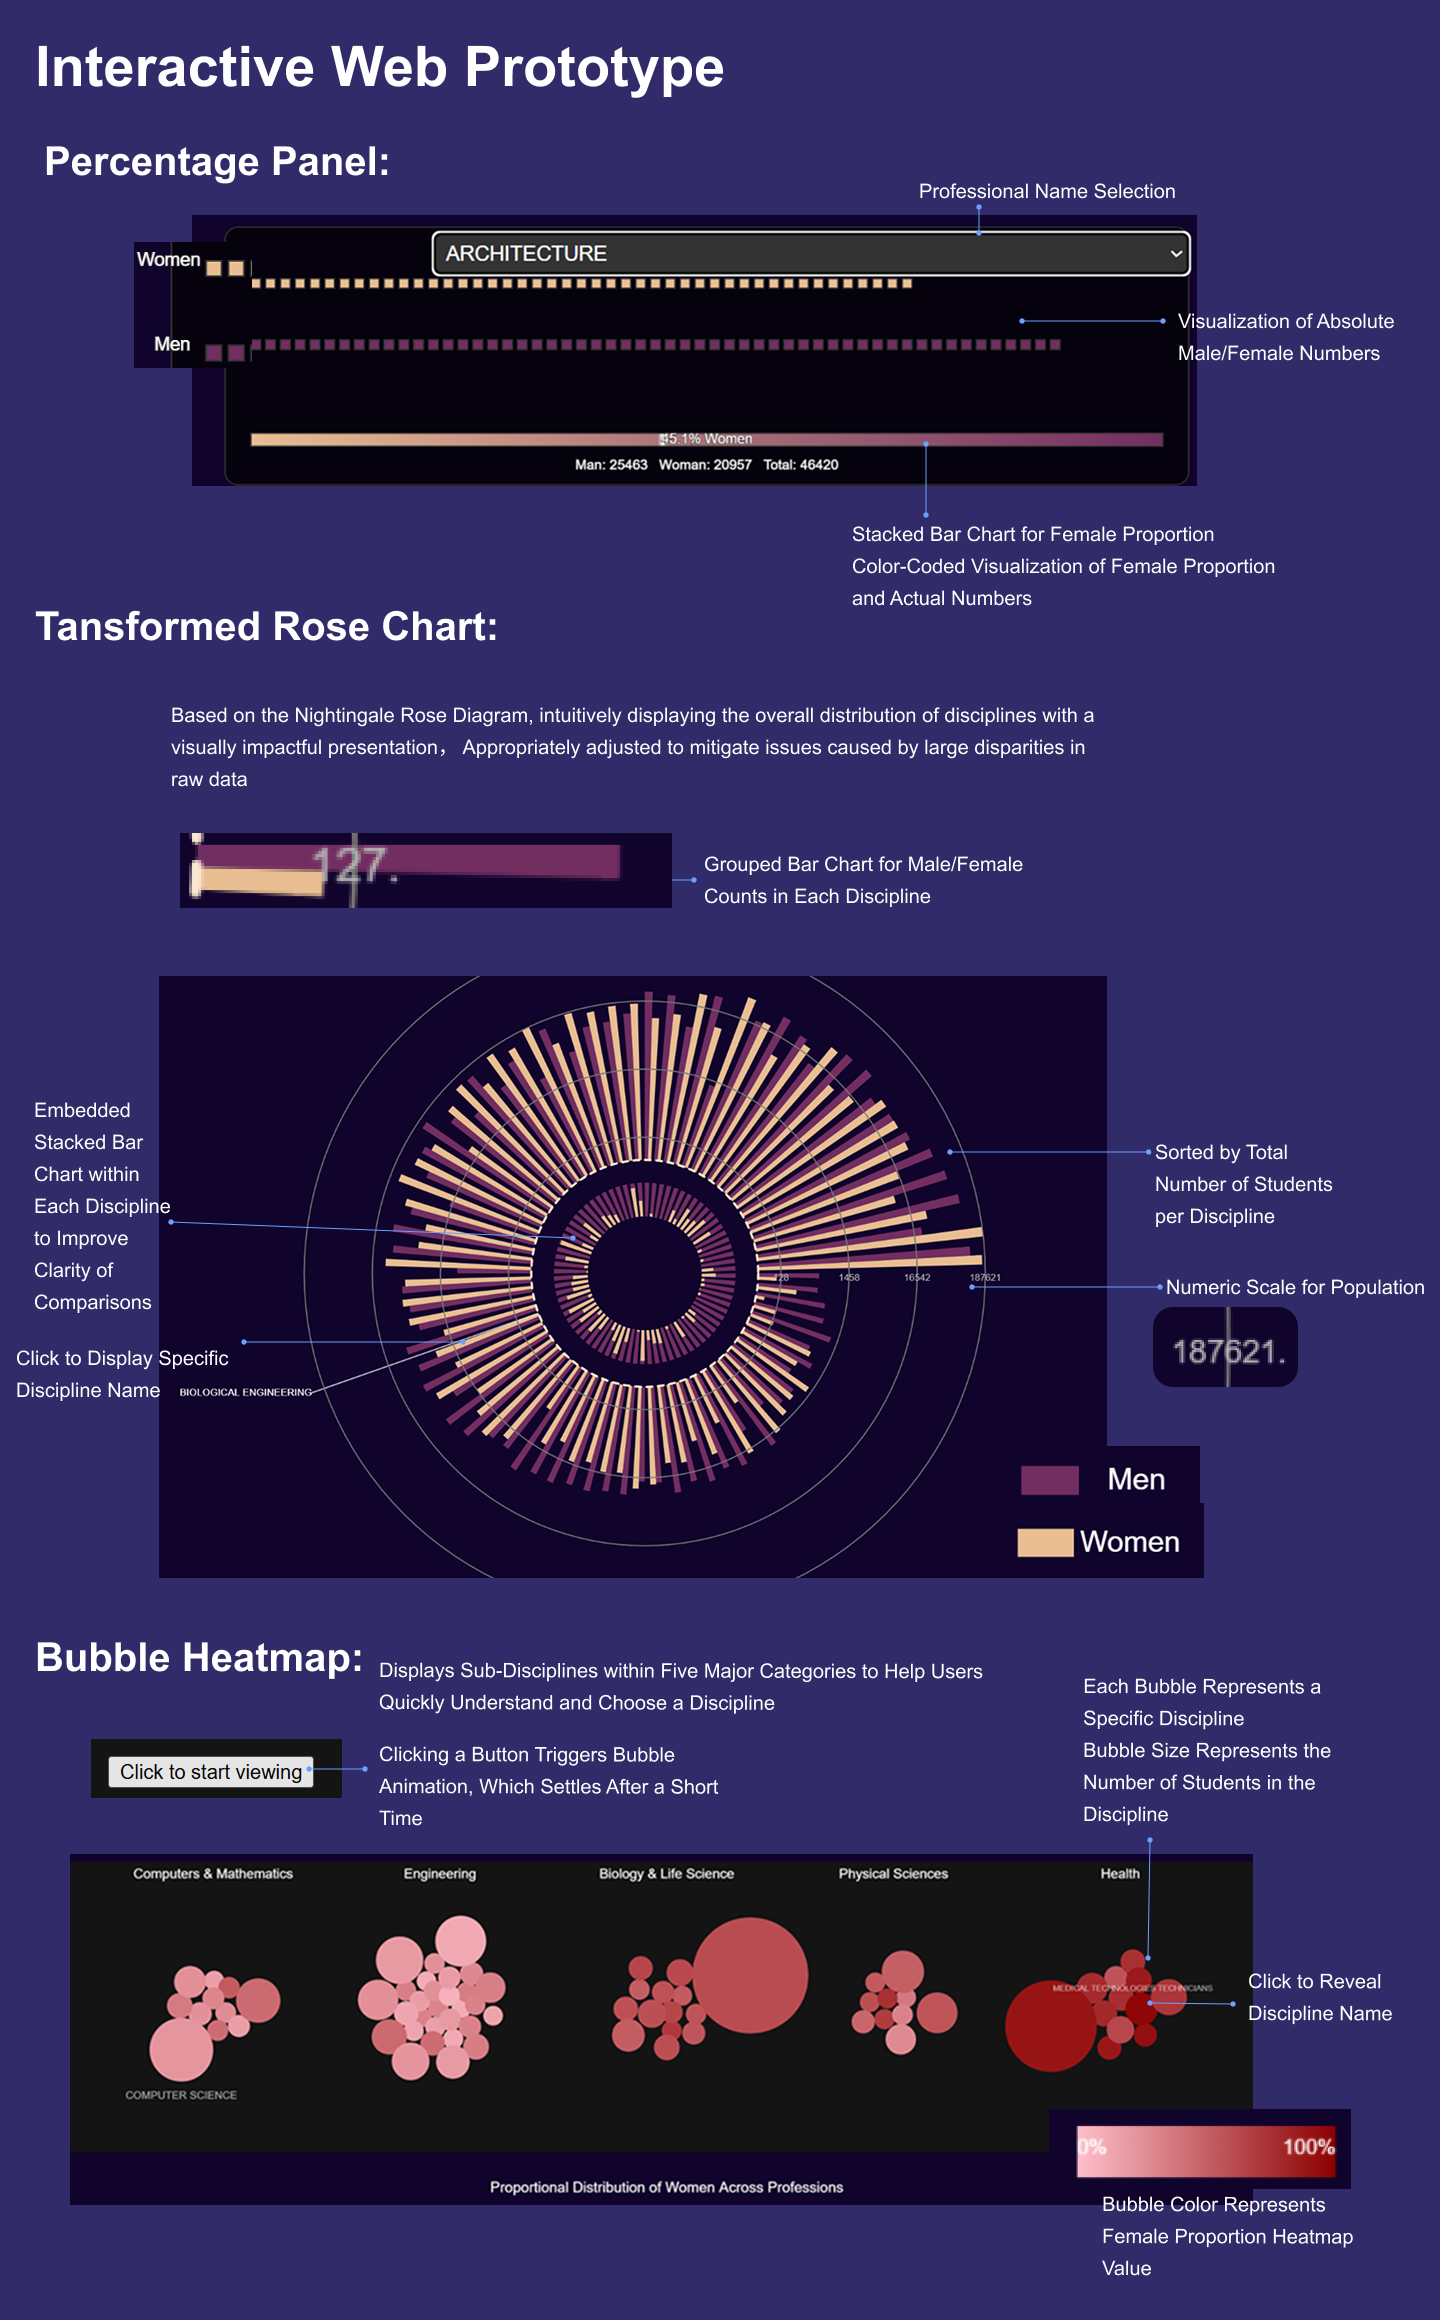 Interactive Web Prototype
Percentage Panel:
Professional Name Selection
ARCHITECTURE
Women
Men
Visualization of Absolute
Male/Female Numbers
45.1% Women
Man: 25463 Woman: 20957 Total: 46420
Stacked Bar Chart for Female Proportion
Color-Coded Visualization of Female Proportion
and Actual Numbers
Tansformed Rose Chart:
Based on the Nightingale Rose Diagram, intuitively displaying the overall distribution of disciplines with a
visually impactful presentation， Appropriately adjusted to mitigate issues caused by large disparities in
raw data
127.
Grouped Bar Chart for Male/Female
Counts in Each Discipline
Embedded
Stacked Bar
Chart within
Each Discipline
to Improve
Clarity of
Comparisons
Sorted by Total
Number of Students
per Discipline
128 1458 16542 187621
Numeric Scale for Population
187621.
Click to Display Specific
Discipline Name
BIOLOGICAL ENGINEERING
Men
Women
Bubble Heatmap:
Displays Sub-Disciplines within Five Major Categories to Help Users
Quickly Understand and Choose a Discipline
Click to start viewing
Clicking a Button Triggers Bubble
Animation, Which Settles After a Short
Time
Each Bubble Represents a
Specific Discipline
Bubble Size Represents the
Number of Students in the
Discipline
Computers & Mathematics
Engineering
Biology & Life Science
Physical Sciences
Health
MEDICAL TECHNOLOGIES TECHNICIANS
Click to Reveal
Discipline Name
COMPUTER SCIENCE
0% 100%
Proportional Distribution of Women Across Professions
Bubble Color Represents
Female Proportion Heatmap
Value